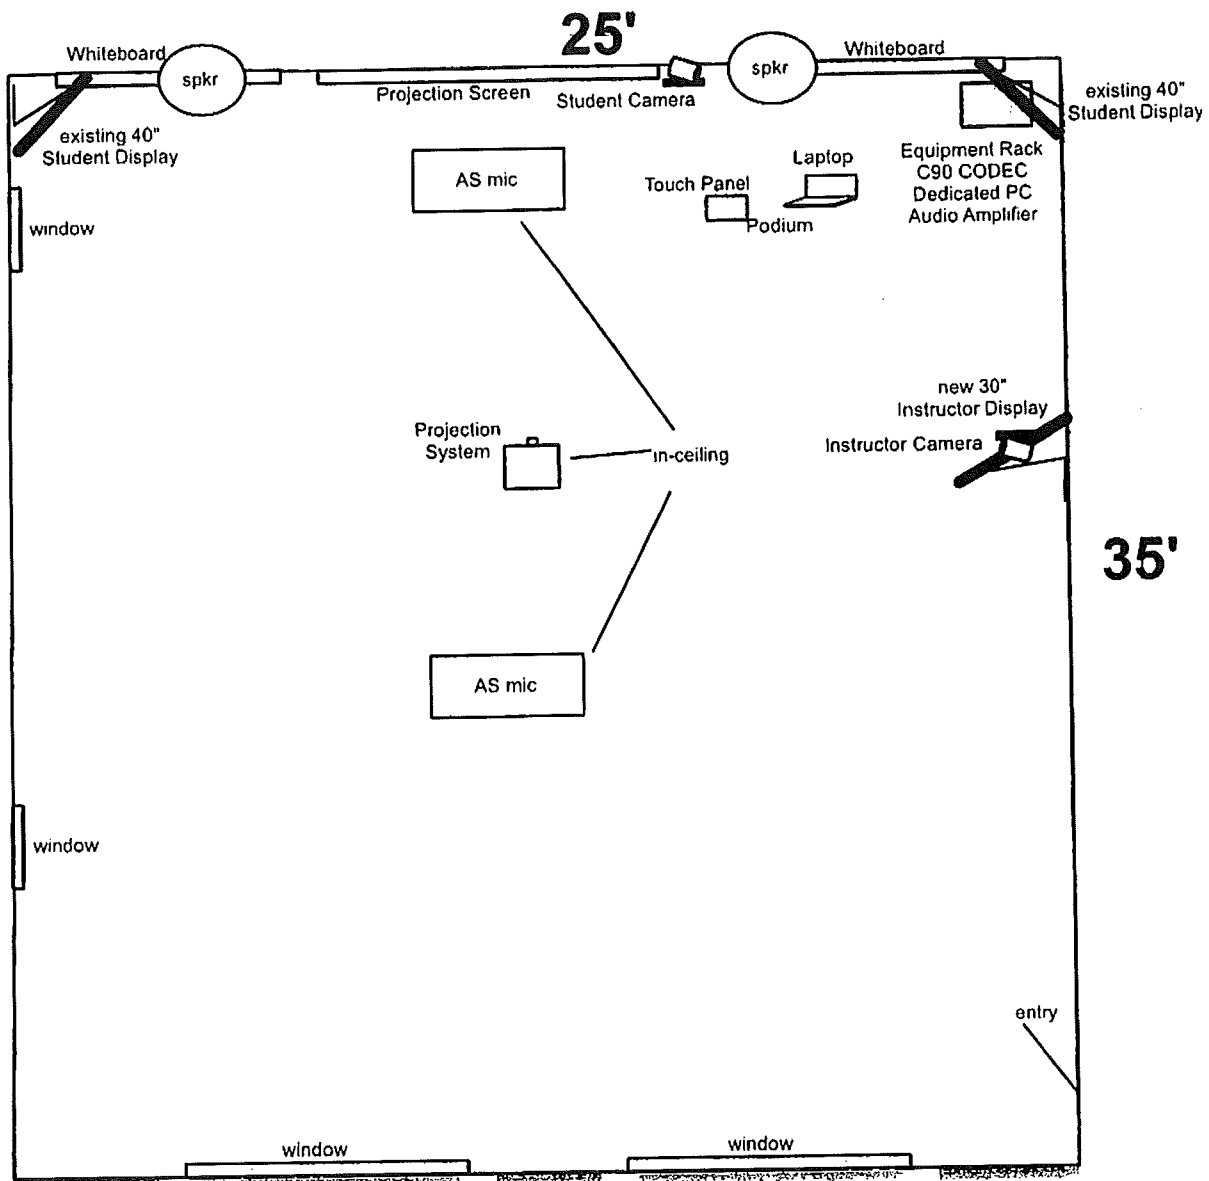 25'
Whiteboard
spkr
Projection Screen
Student Camera
spkr
Whiteboard
existing 40"
Student Display
existing 40"
Student Display
AS mic
Touch Panel
Podium
Laptop
Equipment Rack
C90 CODEC
Dedicated PC
Audio Amplifier
window
new 30"
Instructor Display
Instructor Camera
Projection
System
in-ceiling
35'
AS mic
window
entry
window
window